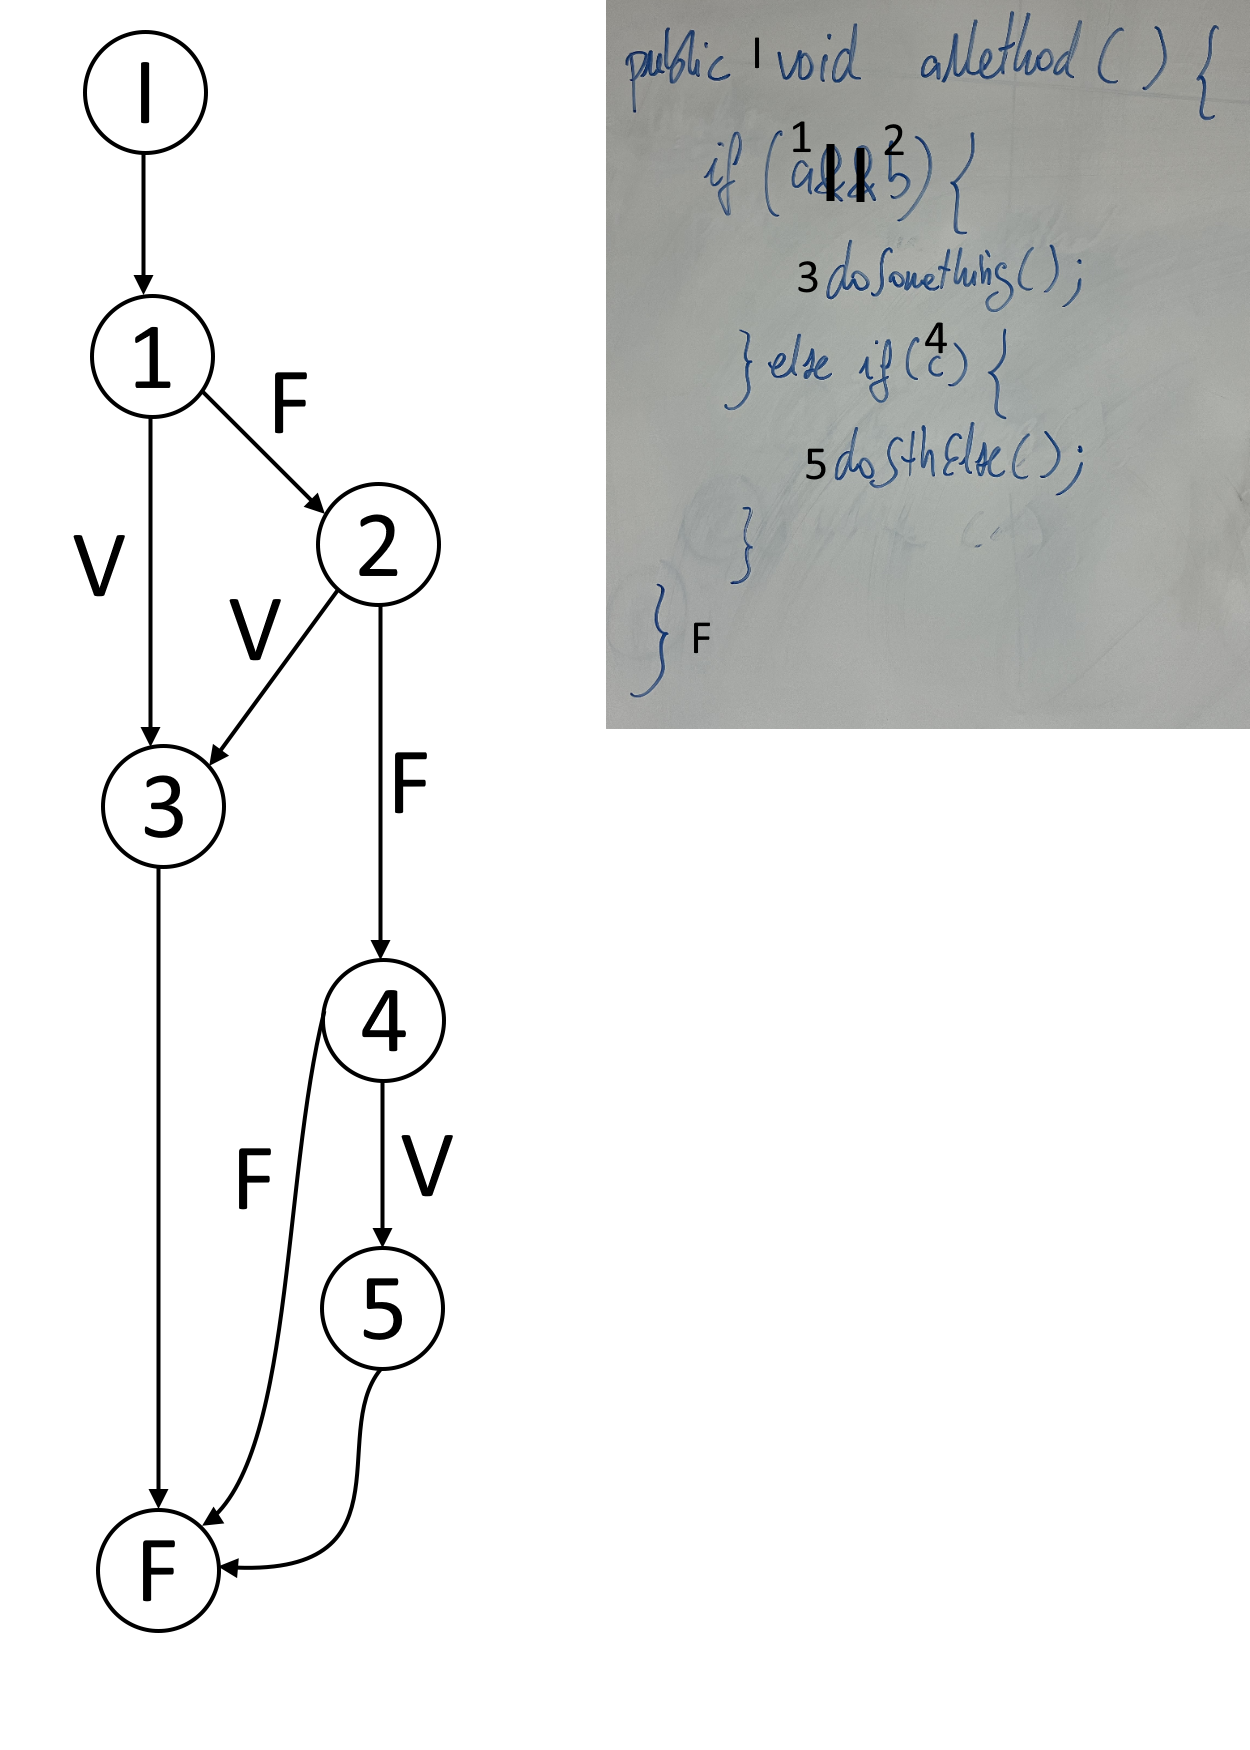 I
1
F
V
2
V
F
3
4
F
V
5
F
public I void aMethod () {
if (a || b) {
1 2
3 doSomething();
} else if (c) {
4
5 doSthElse();
}
} F